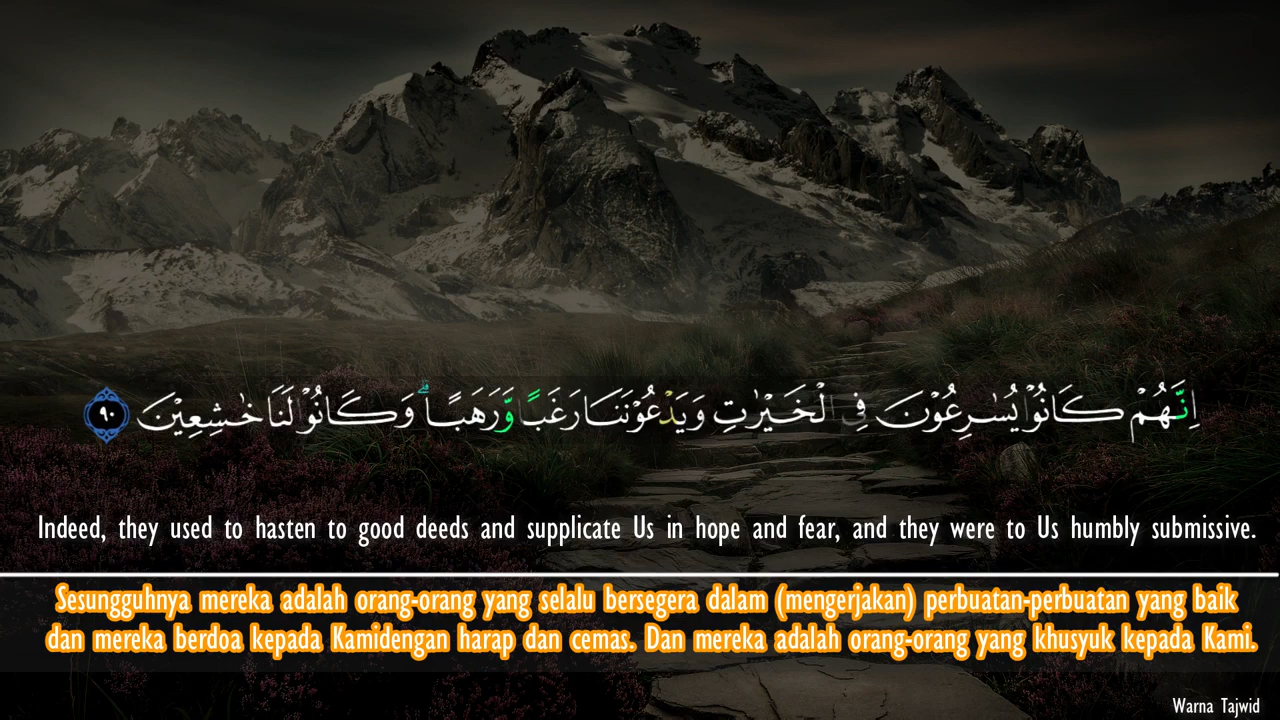 اِنَّهُمْ كَانُوْا يُسٰرِعُوْنَ فِى الْخَيْرٰتِ وَيَدْعُوْنَنَا رَغَبًا وَّرَهَبًا ۗ وَكَانُوْا لَنَا خٰشِعِيْنَ ٩٠
Indeed, they used to hasten to good deeds and supplicate Us in hope and fear, and they were to Us humbly submissive.
Sesungguhnya mereka adalah orang-orang yang selalu bersegera dalam (mengerjakan) perbuatan-perbuatan yang baik
dan mereka berdoa kepada Kamidengan harap dan cemas. Dan mereka adalah orang-orang yang khusyuk kepada Kami.
Warna Tajwid